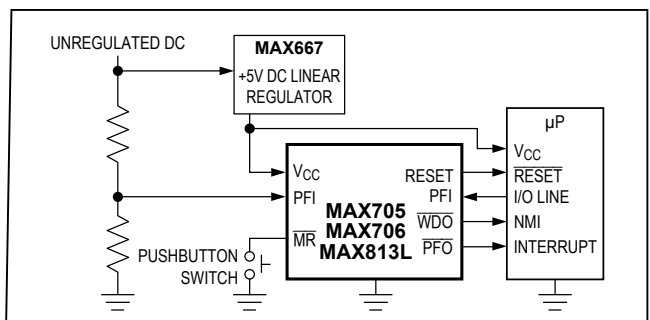 UNREGULATED DC
MAX667
+5V DC LINEAR
REGULATOR
µP
VCC
RESET
I/O LINE
NMI
INTERRUPT
VCC
PFI
MR
RESET
PFI
WDO
PFO
MAX705
MAX706
MAX813L
PUSHBUTTON
SWITCH